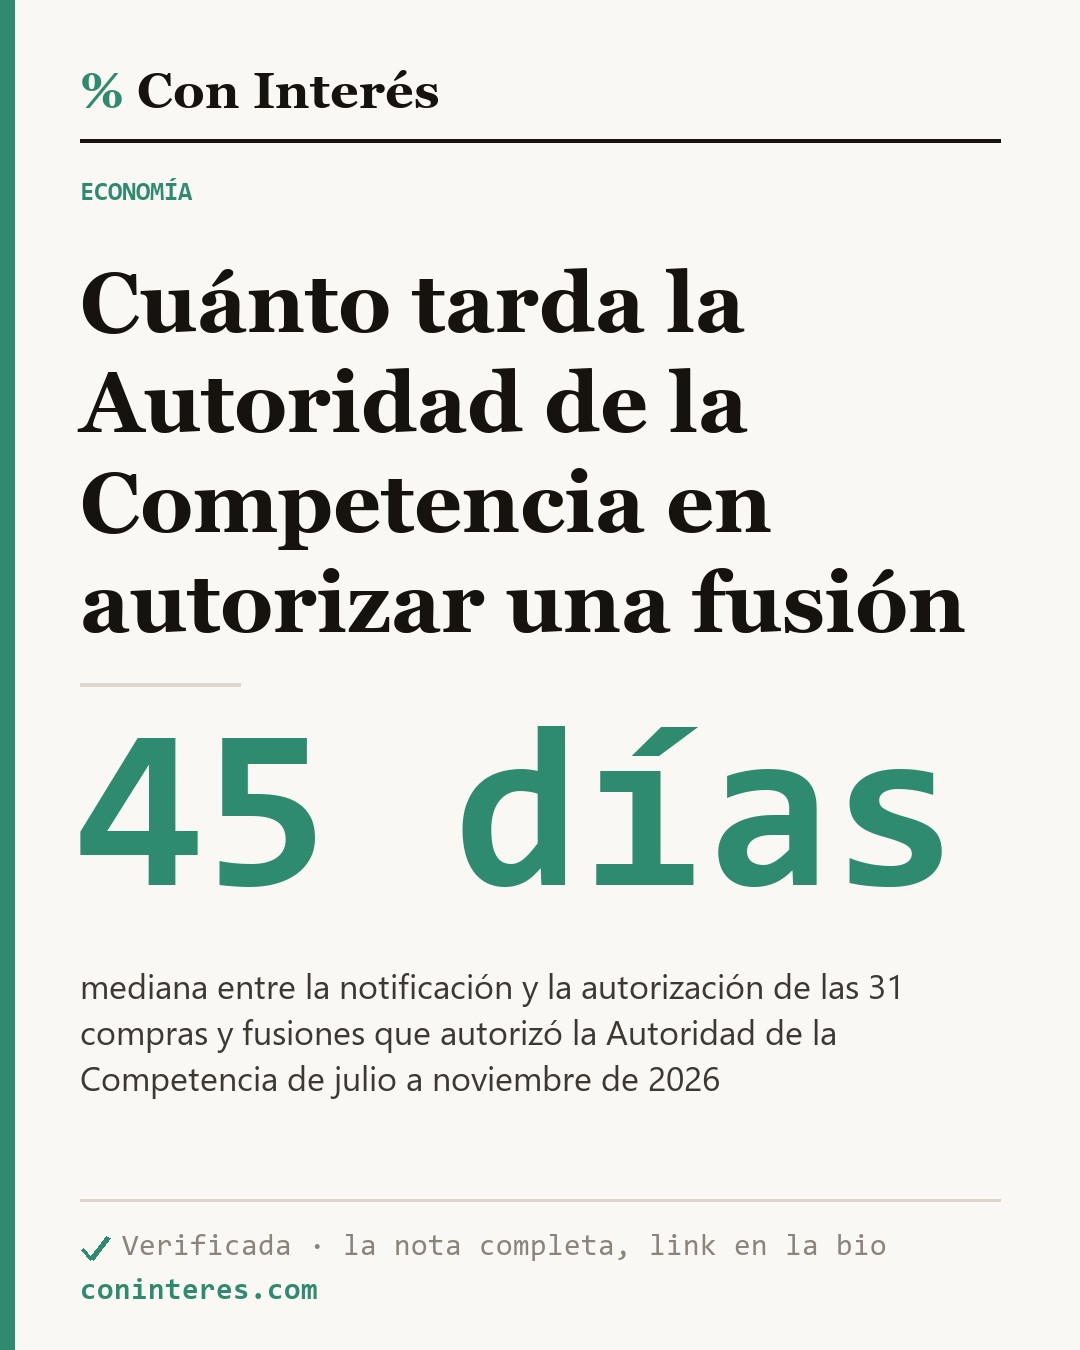 % Con Interés
ECONOMÍA
Cuánto tarda la
Autoridad de la
Competencia en
autorizar una fusión
45 días
mediana entre la notificación y la autorización de las 31
compras y fusiones que autorizó la Autoridad de la
Competencia de julio a noviembre de 2026
✓ Verificada · la nota completa, link en la bio
coninteres.com